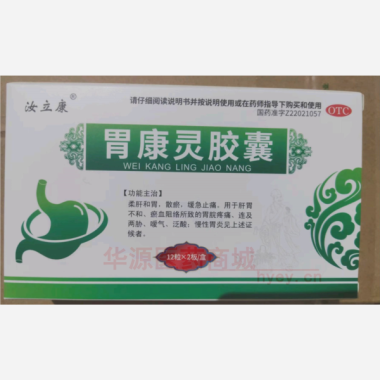 汝立康®
请仔细阅读说明书并按说明使用或在药师指导下购买和使用
国药准字Z22021057
OTC
胃康灵胶囊
WEI KANG LING JIAO NANG
【功能主治】
柔肝和胃、散瘀、缓急止痛，用于肝胃
不和、瘀血阻络所致的胃脘疼痛、连及
两胁、嗳气、泛酸；慢性胃炎见上述证
候者。
华源医药商城
hyey.cn
12粒×2板/盒